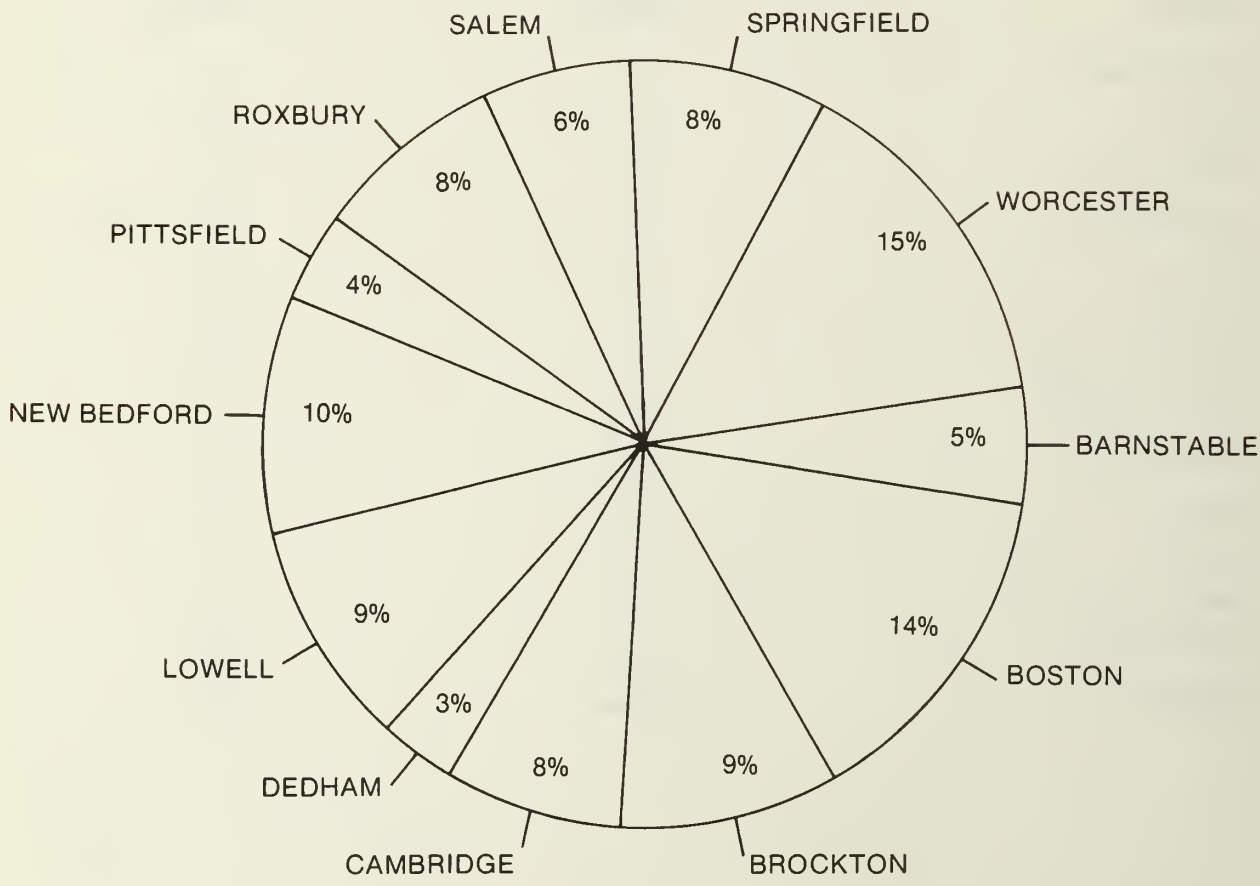 SALEM
SPRINGFIELD
6%
8%
ROXBURY
8%
WORCESTER
15%
PITTSFIELD
4%
NEW BEDFORD
10%
5%
BARNSTABLE
9%
14%
LOWELL
BOSTON
3%
DEDHAM
8%
9%
CAMBRIDGE
BROCKTON